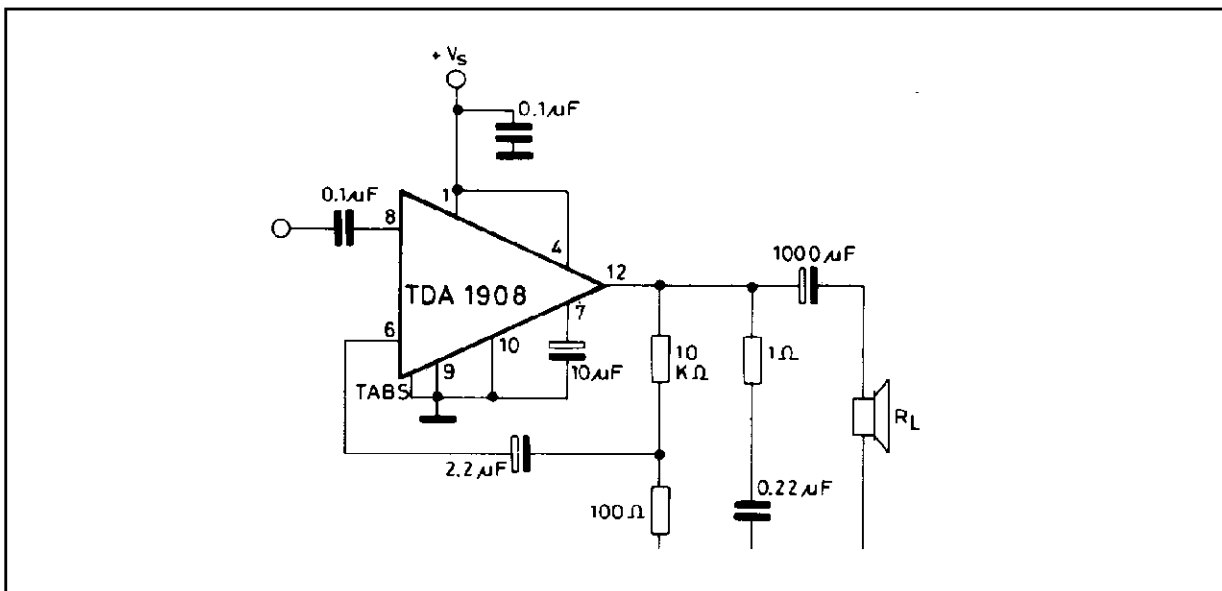 + Vs
0.1µF
0.1µF
1
8
4
12
1000µF
TDA 1908
7
6
10
10
1Ω
9
10µF
KΩ
TABS
RL
2.2µF
0.22µF
100Ω